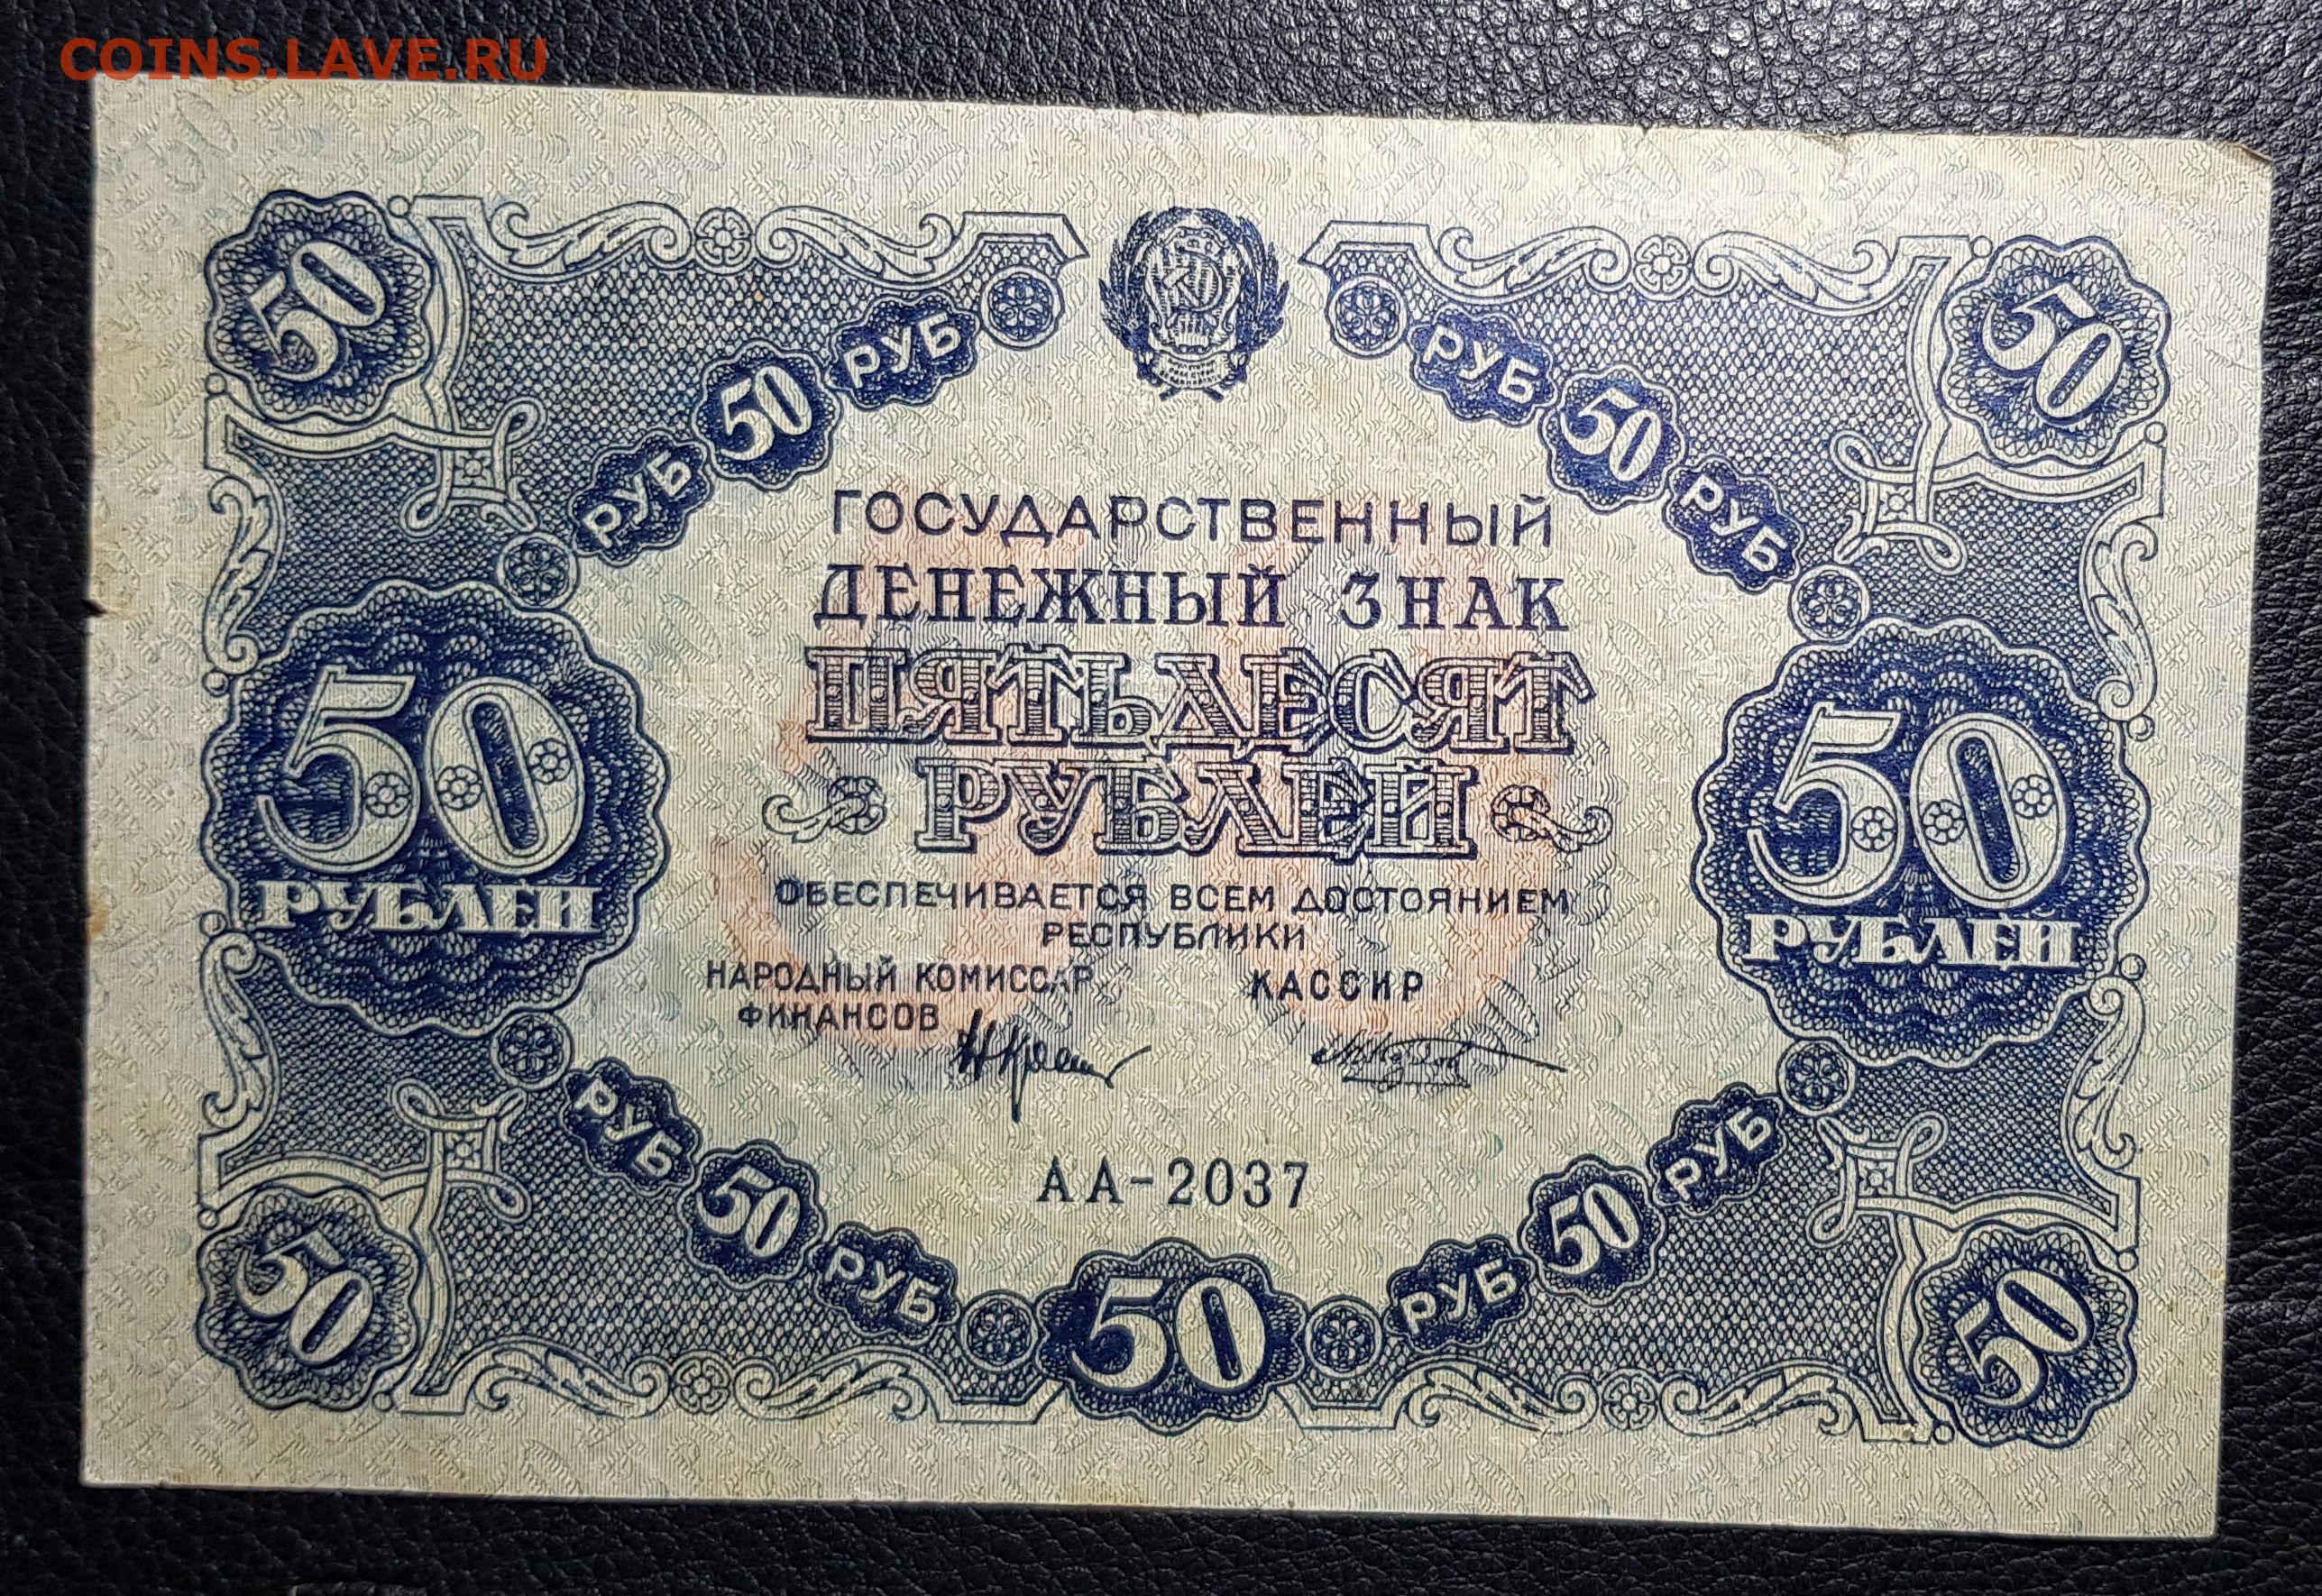 COINS.LAVE.RU
50
50
РУБ 50 РУБ
РУБ 50 РУБ
ГОСУДАРСТВЕННЫЙ
ДЕНЕЖНЫЙ ЗНАК
ПЯТЬДЕСЯТ
РУБЛЕЙ
50
РУБЛЕЙ
50
РУБЛЕЙ
ОБЕСПЕЧИВАЕТСЯ ВСЕМ ДОСТОЯНИЕМ
РЕСПУБЛИКИ
НАРОДНЫЙ КОМИССАР
ФИНАНСОВ
КАССИР
АА-2037
РУБ 50 РУБ
50
РУБ 50 РУБ
50
50